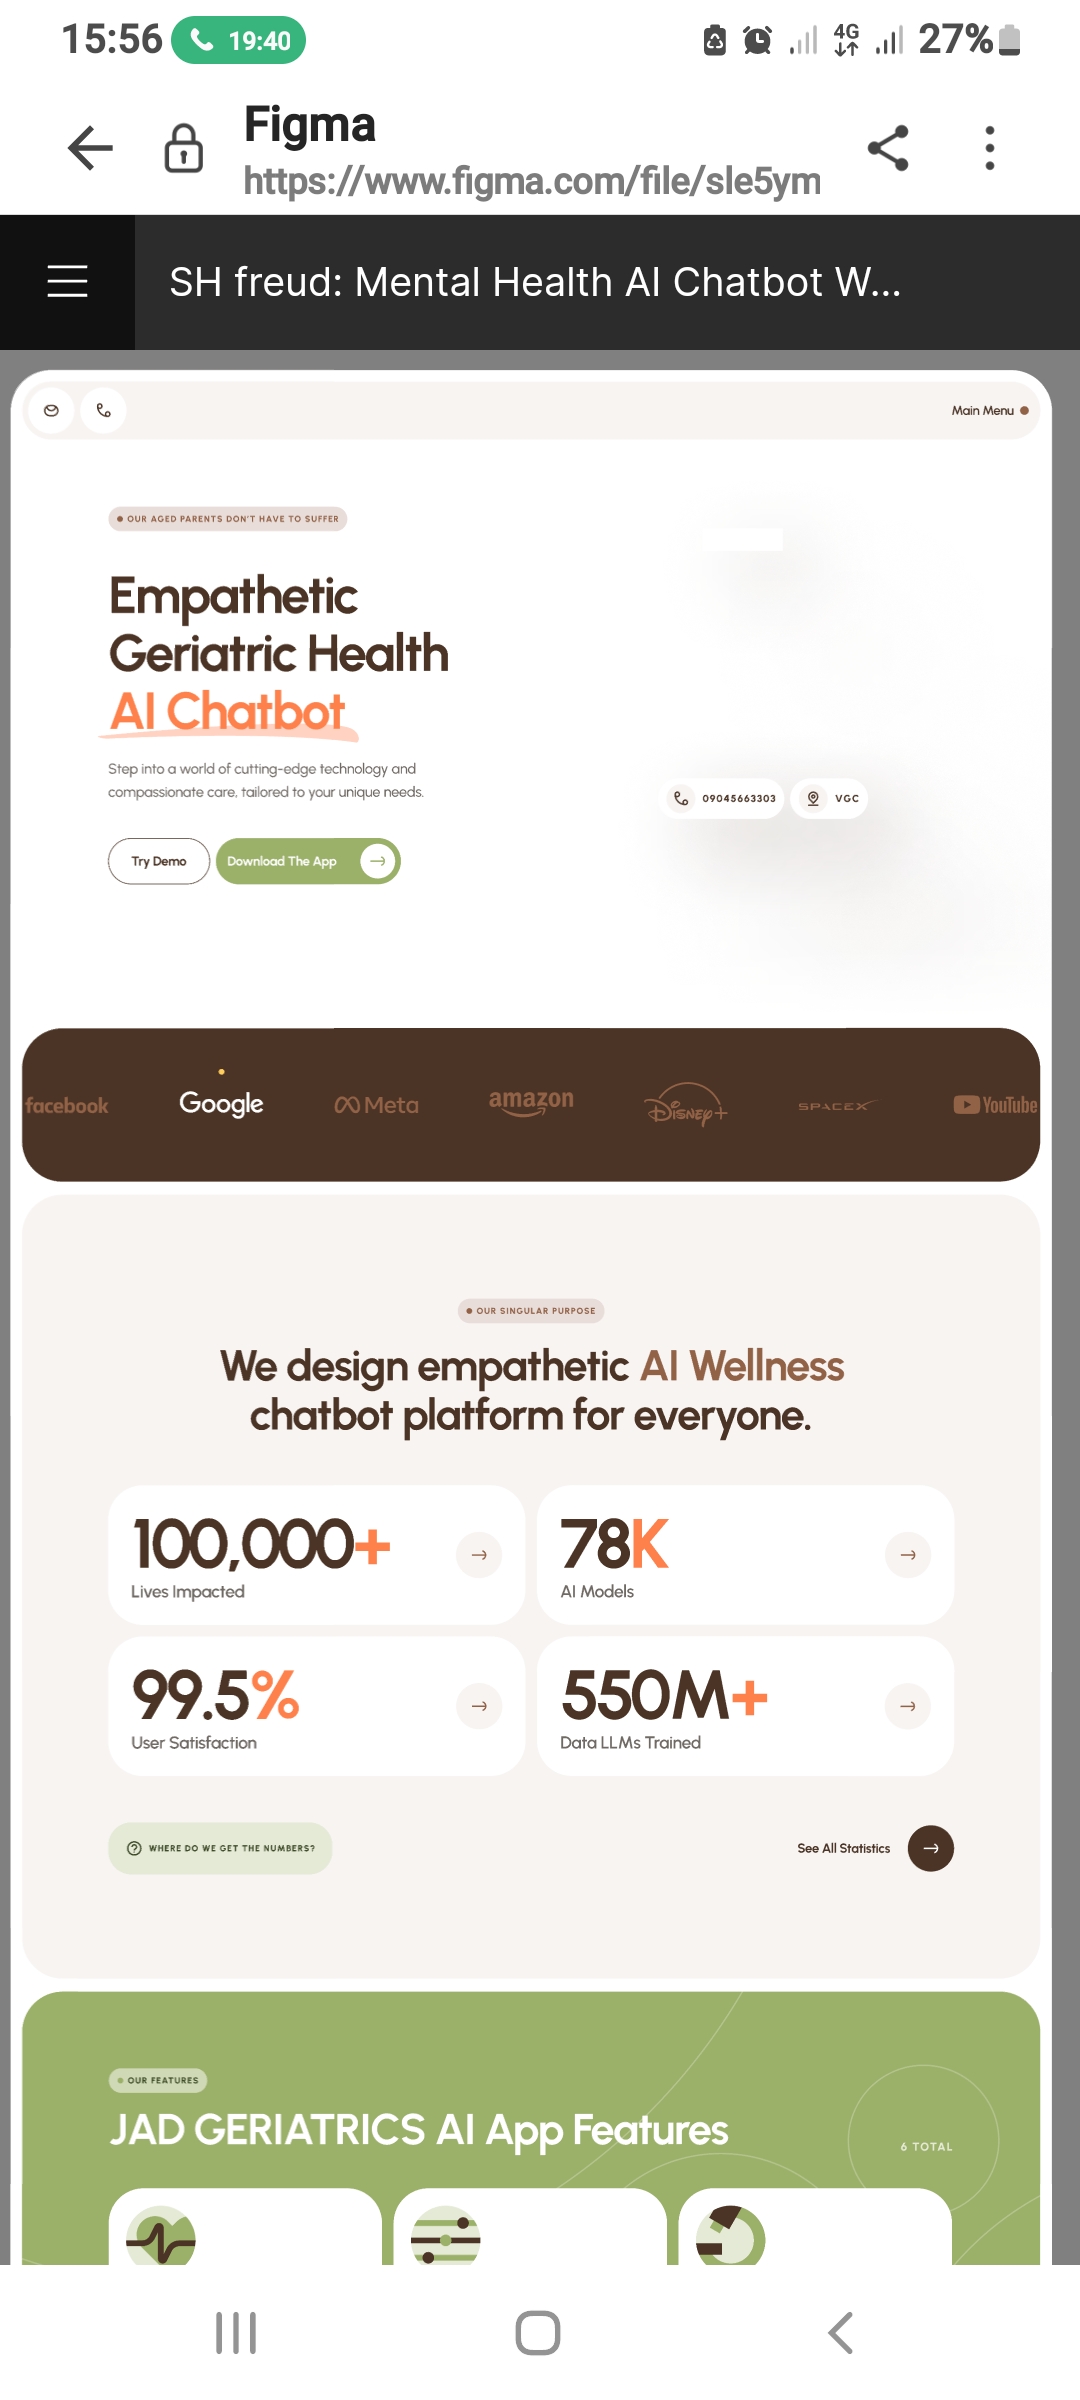 15:56 19:40 4G 27%
Figma
https://www.figma.com/file/sle5ym
SH freud: Mental Health AI Chatbot W...
Main Menu
OUR AGED PARENTS DON'T HAVE TO SUFFER
Empathetic
Geriatric Health
AI Chatbot
Step into a world of cutting-edge technology and
compassionate care, tailored to your unique needs.
09045663303 VGC
Try Demo Download The App
facebook Google Meta amazon Disney+ SPACEX YouTube
OUR SINGULAR PURPOSE
We design empathetic AI Wellness
chatbot platform for everyone.
100,000+ 78K
Lives Impacted AI Models
99.5% 550M+
User Satisfaction Data LLMs Trained
WHERE DO WE GET THE NUMBERS? See All Statistics
OUR FEATURES
JAD GERIATRICS AI App Features
6 TOTAL